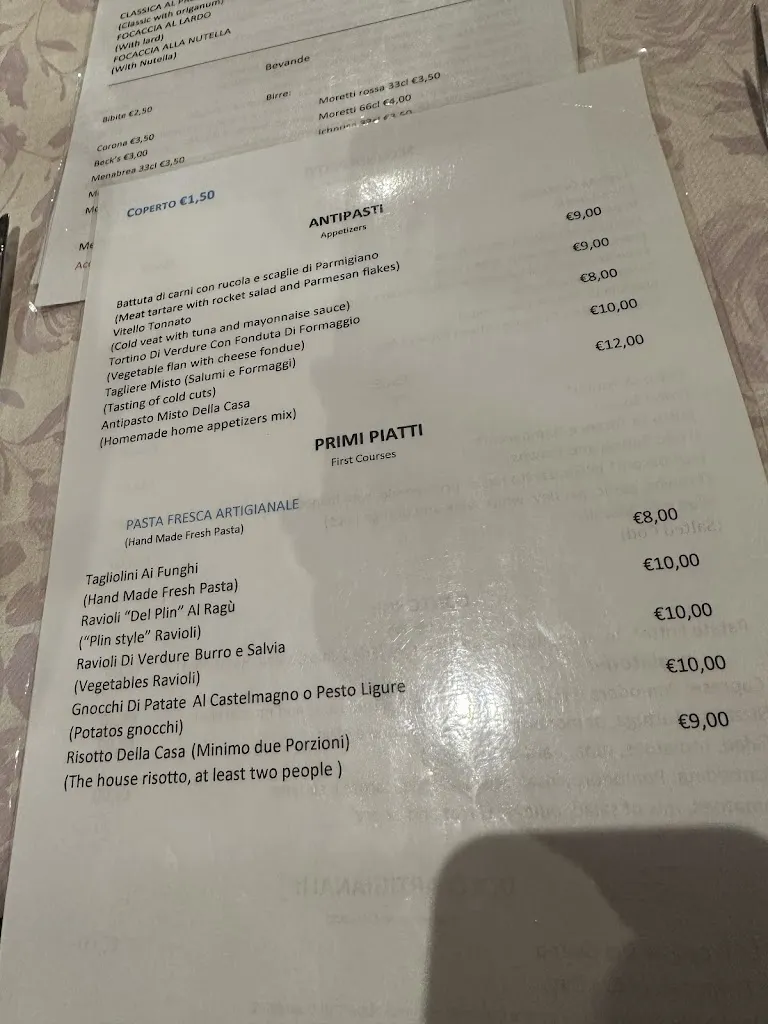 CLASSICA AL
(Classic with origanum)
FOCACCIA AL LARDO
(With lard)
FOCACCIA ALLA NUTELLA
(With Nutella)
Bevande
Bibite €2,50
Birre:
Moretti rossa 33cl €3,50
Moretti 66cl €4,00
Ichnusa 33cl €3,50
Corona €3,50
Beck's €3,00
Menabrea 33cl €3,50
COPERTO €1,50
ANTIPASTI
Appetizers
Battuta di carni con rucola e scaglie di Parmigiano €9,00
(Meat tartare with rocket salad and Parmesan flakes)
Vitello Tonnato €9,00
(Cold veat with tuna and mayonnaise sauce)
Tortino Di Verdure Con Fonduta Di Formaggio €8,00
(Vegetable flan with cheese fondue)
Tagliere Misto (Salumi e Formaggi) €10,00
(Tasting of cold cuts)
Antipasto Misto Della Casa €12,00
(Homemade home appetizers mix)
PRIMI PIATTI
First Courses
PASTA FRESCA ARTIGIANALE
(Hand Made Fresh Pasta)
Tagliolini Ai Funghi €8,00
(Hand Made Fresh Pasta)
Ravioli "Del Plin" Al Ragù €10,00
("Plin style" Ravioli)
Ravioli Di Verdure Burro e Salvia €10,00
(Vegetables Ravioli)
Gnocchi Di Patate Al Castelmagno o Pesto Ligure €10,00
(Potatos gnocchi)
Risotto Della Casa (Minimo due Porzioni) €9,00
(The house risotto, at least two people )